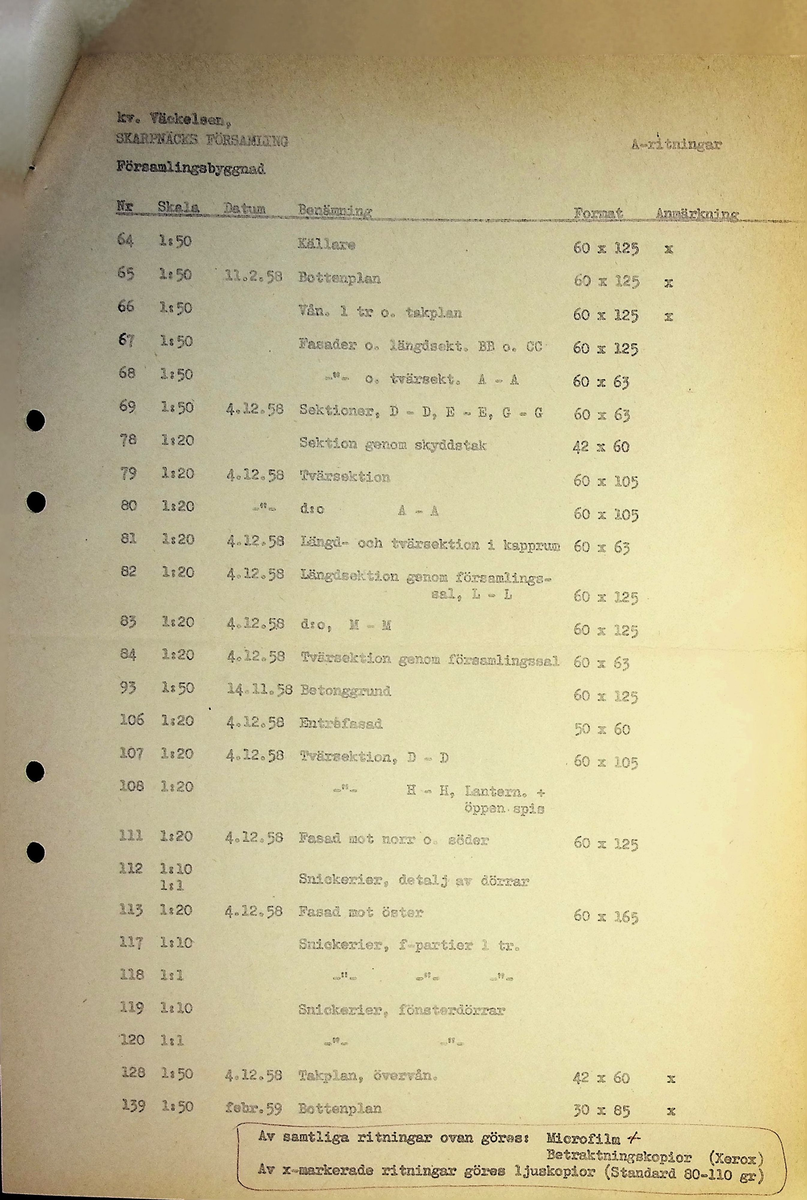 kv. Väckelsen,
SKARPNÄCKS FÖRSAMLING A-ritningar
Församlingsbyggnad
Nr Skala Datum Benämning Format Anmärkning
64 1:50 Källare 60 x 125 x
65 1:50 11.2.58 Bottenplan 60 x 125 x
66 1:50 Vån. 1 tr o. takplan 60 x 125 x
67 1:50 Fasader o. längdsekt. BB o. CC 60 x 125
68 1:50 -"- o. tvärsekt. A - A 60 x 63
69 1:50 4.12.58 Sektioner, D - D, E - E, G - G 60 x 63
78 1:20 Sektion genom skyddstak 42 x 60
79 1:20 4.12.58 Tvärsektion 60 x 105
80 1:20 -"- d:o A - A 60 x 105
81 1:20 4.12.58 Längd- och tvärsektion i kapprum 60 x 63
82 1:20 4.12.58 Längdsektion genom församlings-
sal, L - L 60 x 125
83 1:20 4.12.58 d:o, M - M 60 x 125
84 1:20 4.12.58 Tvärsektion genom församlingssal 60 x 63
93 1:50 14.11.58 Betonggrund 60 x 125
106 1:20 4.12.58 Entréfasad 50 x 60
107 1:20 4.12.58 Tvärsektion, D - D 60 x 105
108 1:20 -"- H - H, Lantern. +
öppen spis
111 1:20 4.12.58 Fasad mot norr o. söder 60 x 125
112 1:10
1:1 Snickerier, detalj av dörrar
113 1:20 4.12.58 Fasad mot öster 60 x 165
117 1:10 Snickerier, f-partier 1 tr.
118 1:1 -"- -"- -"-
119 1:10 Snickerier, fönsterdörrar
120 1:1 -"- -"-
128 1:50 4.12.58 Takplan, övervån. 42 x 60 x
139 1:50 febr.59 Bottenplan 30 x 85 x
Av samtliga ritningar ovan göres: Microfilm +
Betraktningskopior (Xerox)
Av x-markerade ritningar göres ljuskopior (Standard 80-110 gr)